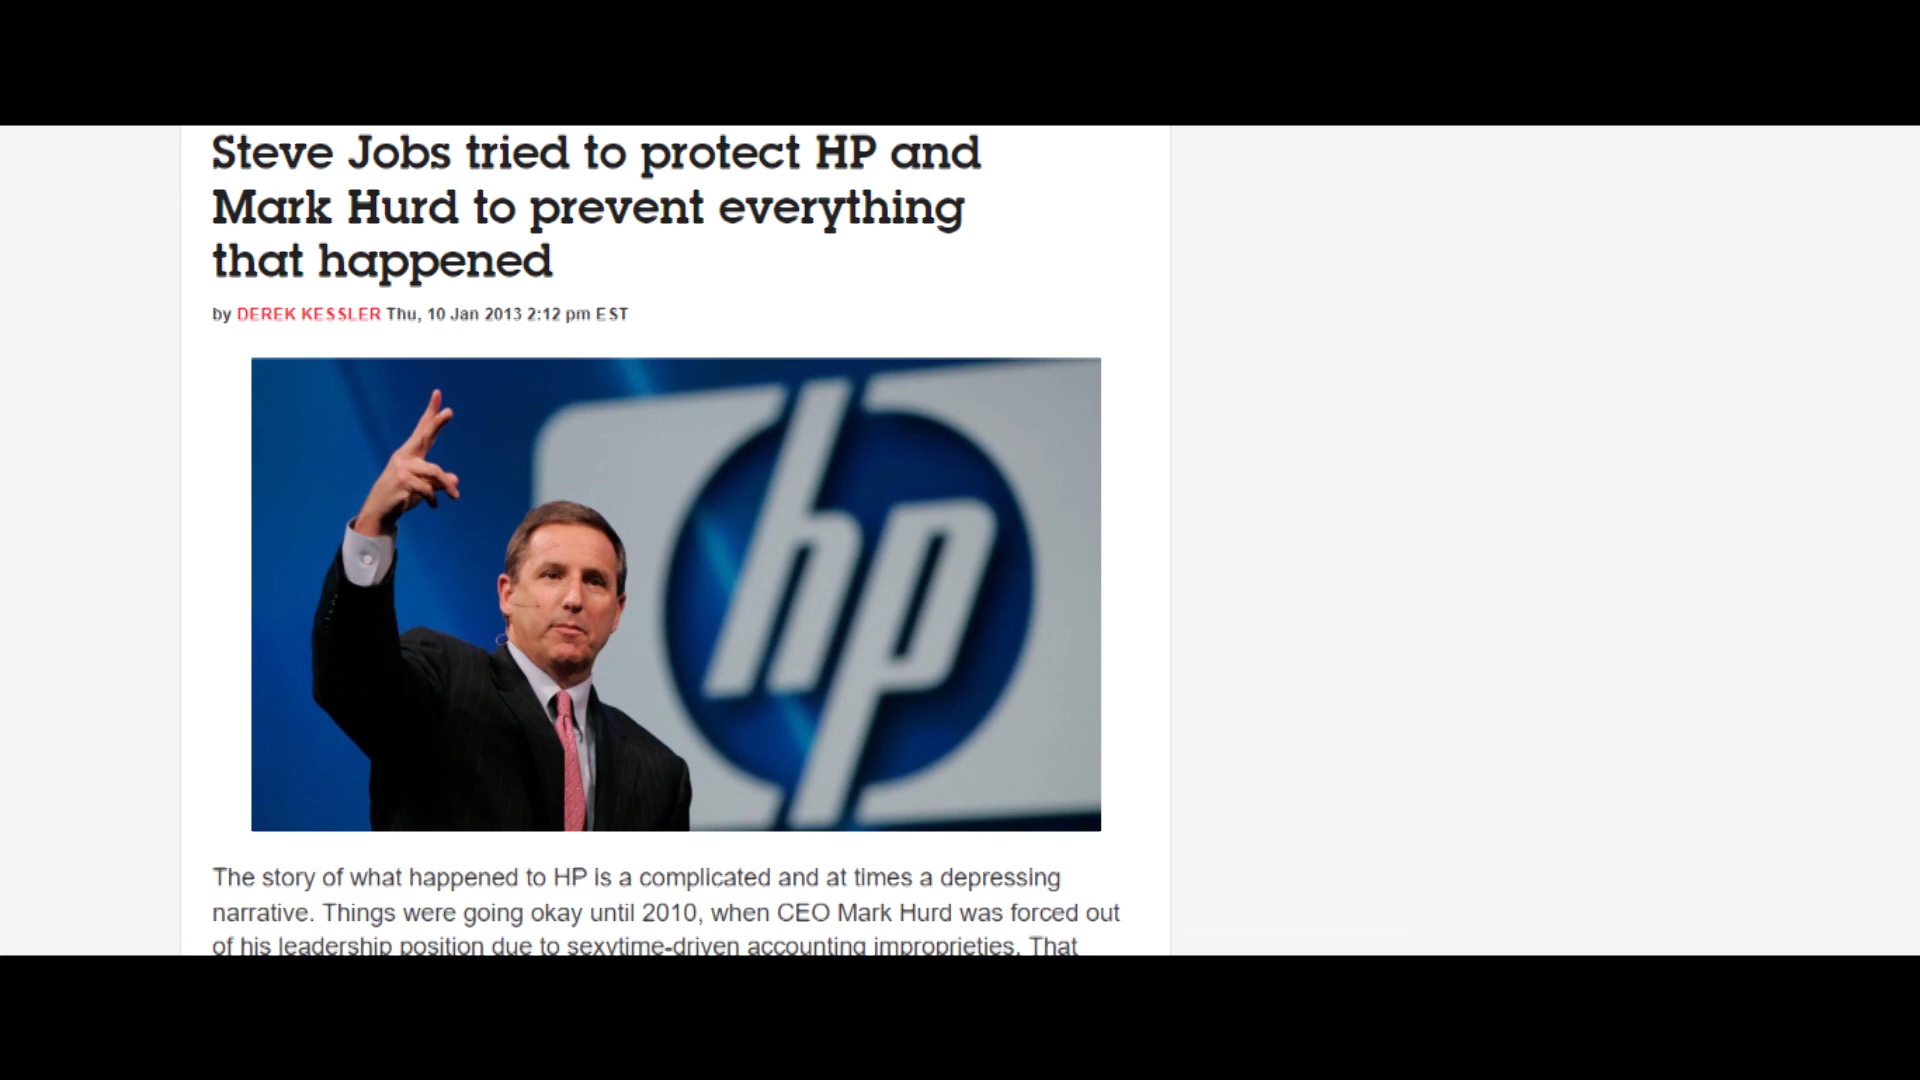 Steve Jobs tried to protect HP and
Mark Hurd to prevent everything
that happened
by DEREK KESSLER Thu, 10 Jan 2013 2:12 pm EST
hp
The story of what happened to HP is a complicated and at times a depressing
narrative. Things were going okay until 2010, when CEO Mark Hurd was forced out
of his leadership position due to sexytime-driven accounting improprieties. That